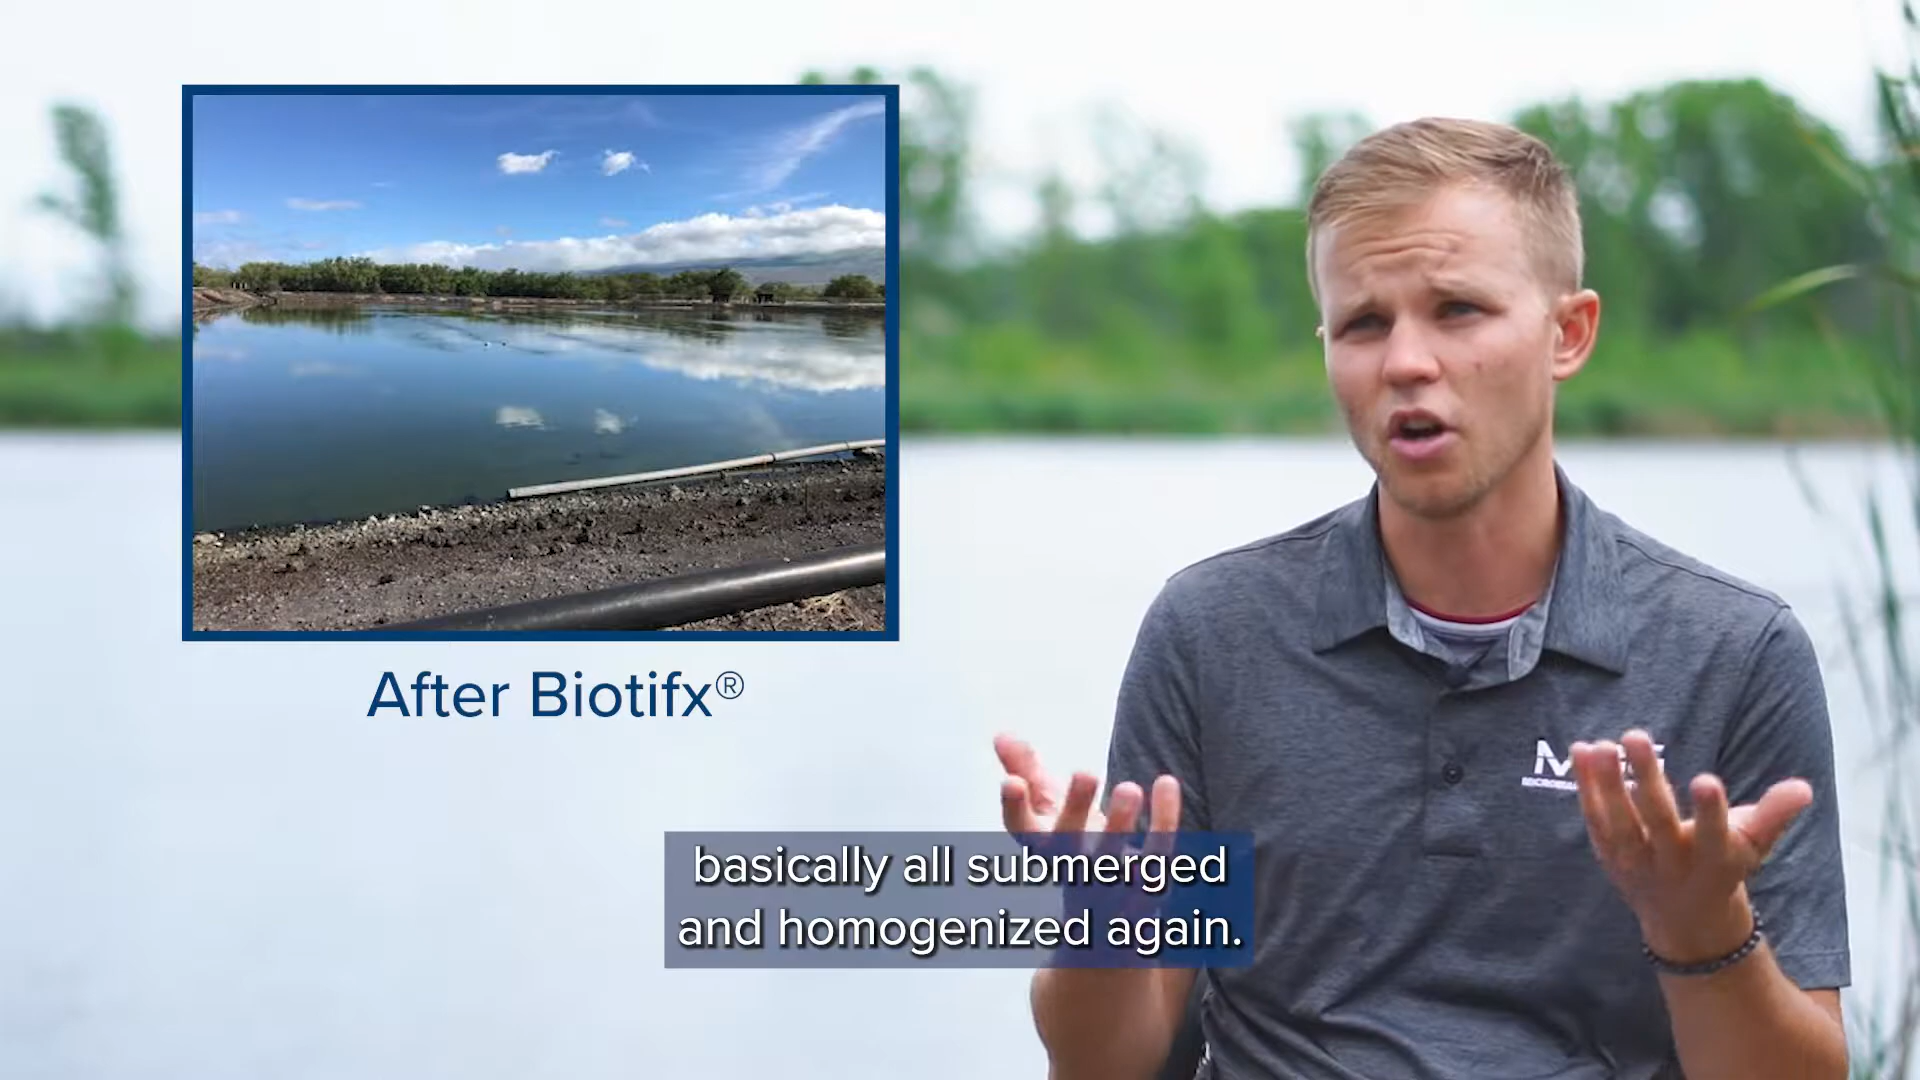 After Biotifx®
basically all submerged
and homogenized again.